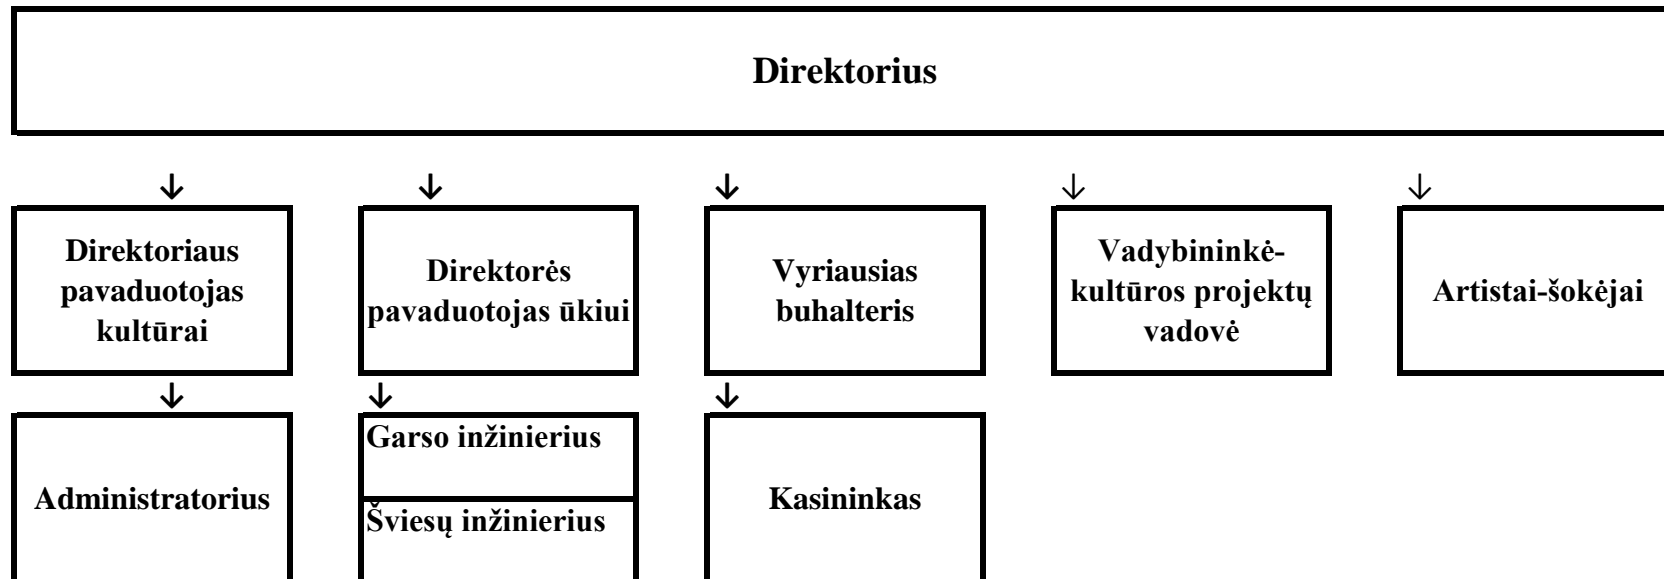 Direktorius
↓ ↓ ↓ ↓ ↓
Direktoriaus
pavaduotojas
kultūrai
Direktorės
pavaduotojas ūkiui
Vyriausias
buhalteris
Vadybininkė-
kultūros projektų
vadovė
Artistai-šokėjai
↓ ↓ ↓
Administratorius
Garso inžinierius
Šviesų inžinierius
Kasininkas